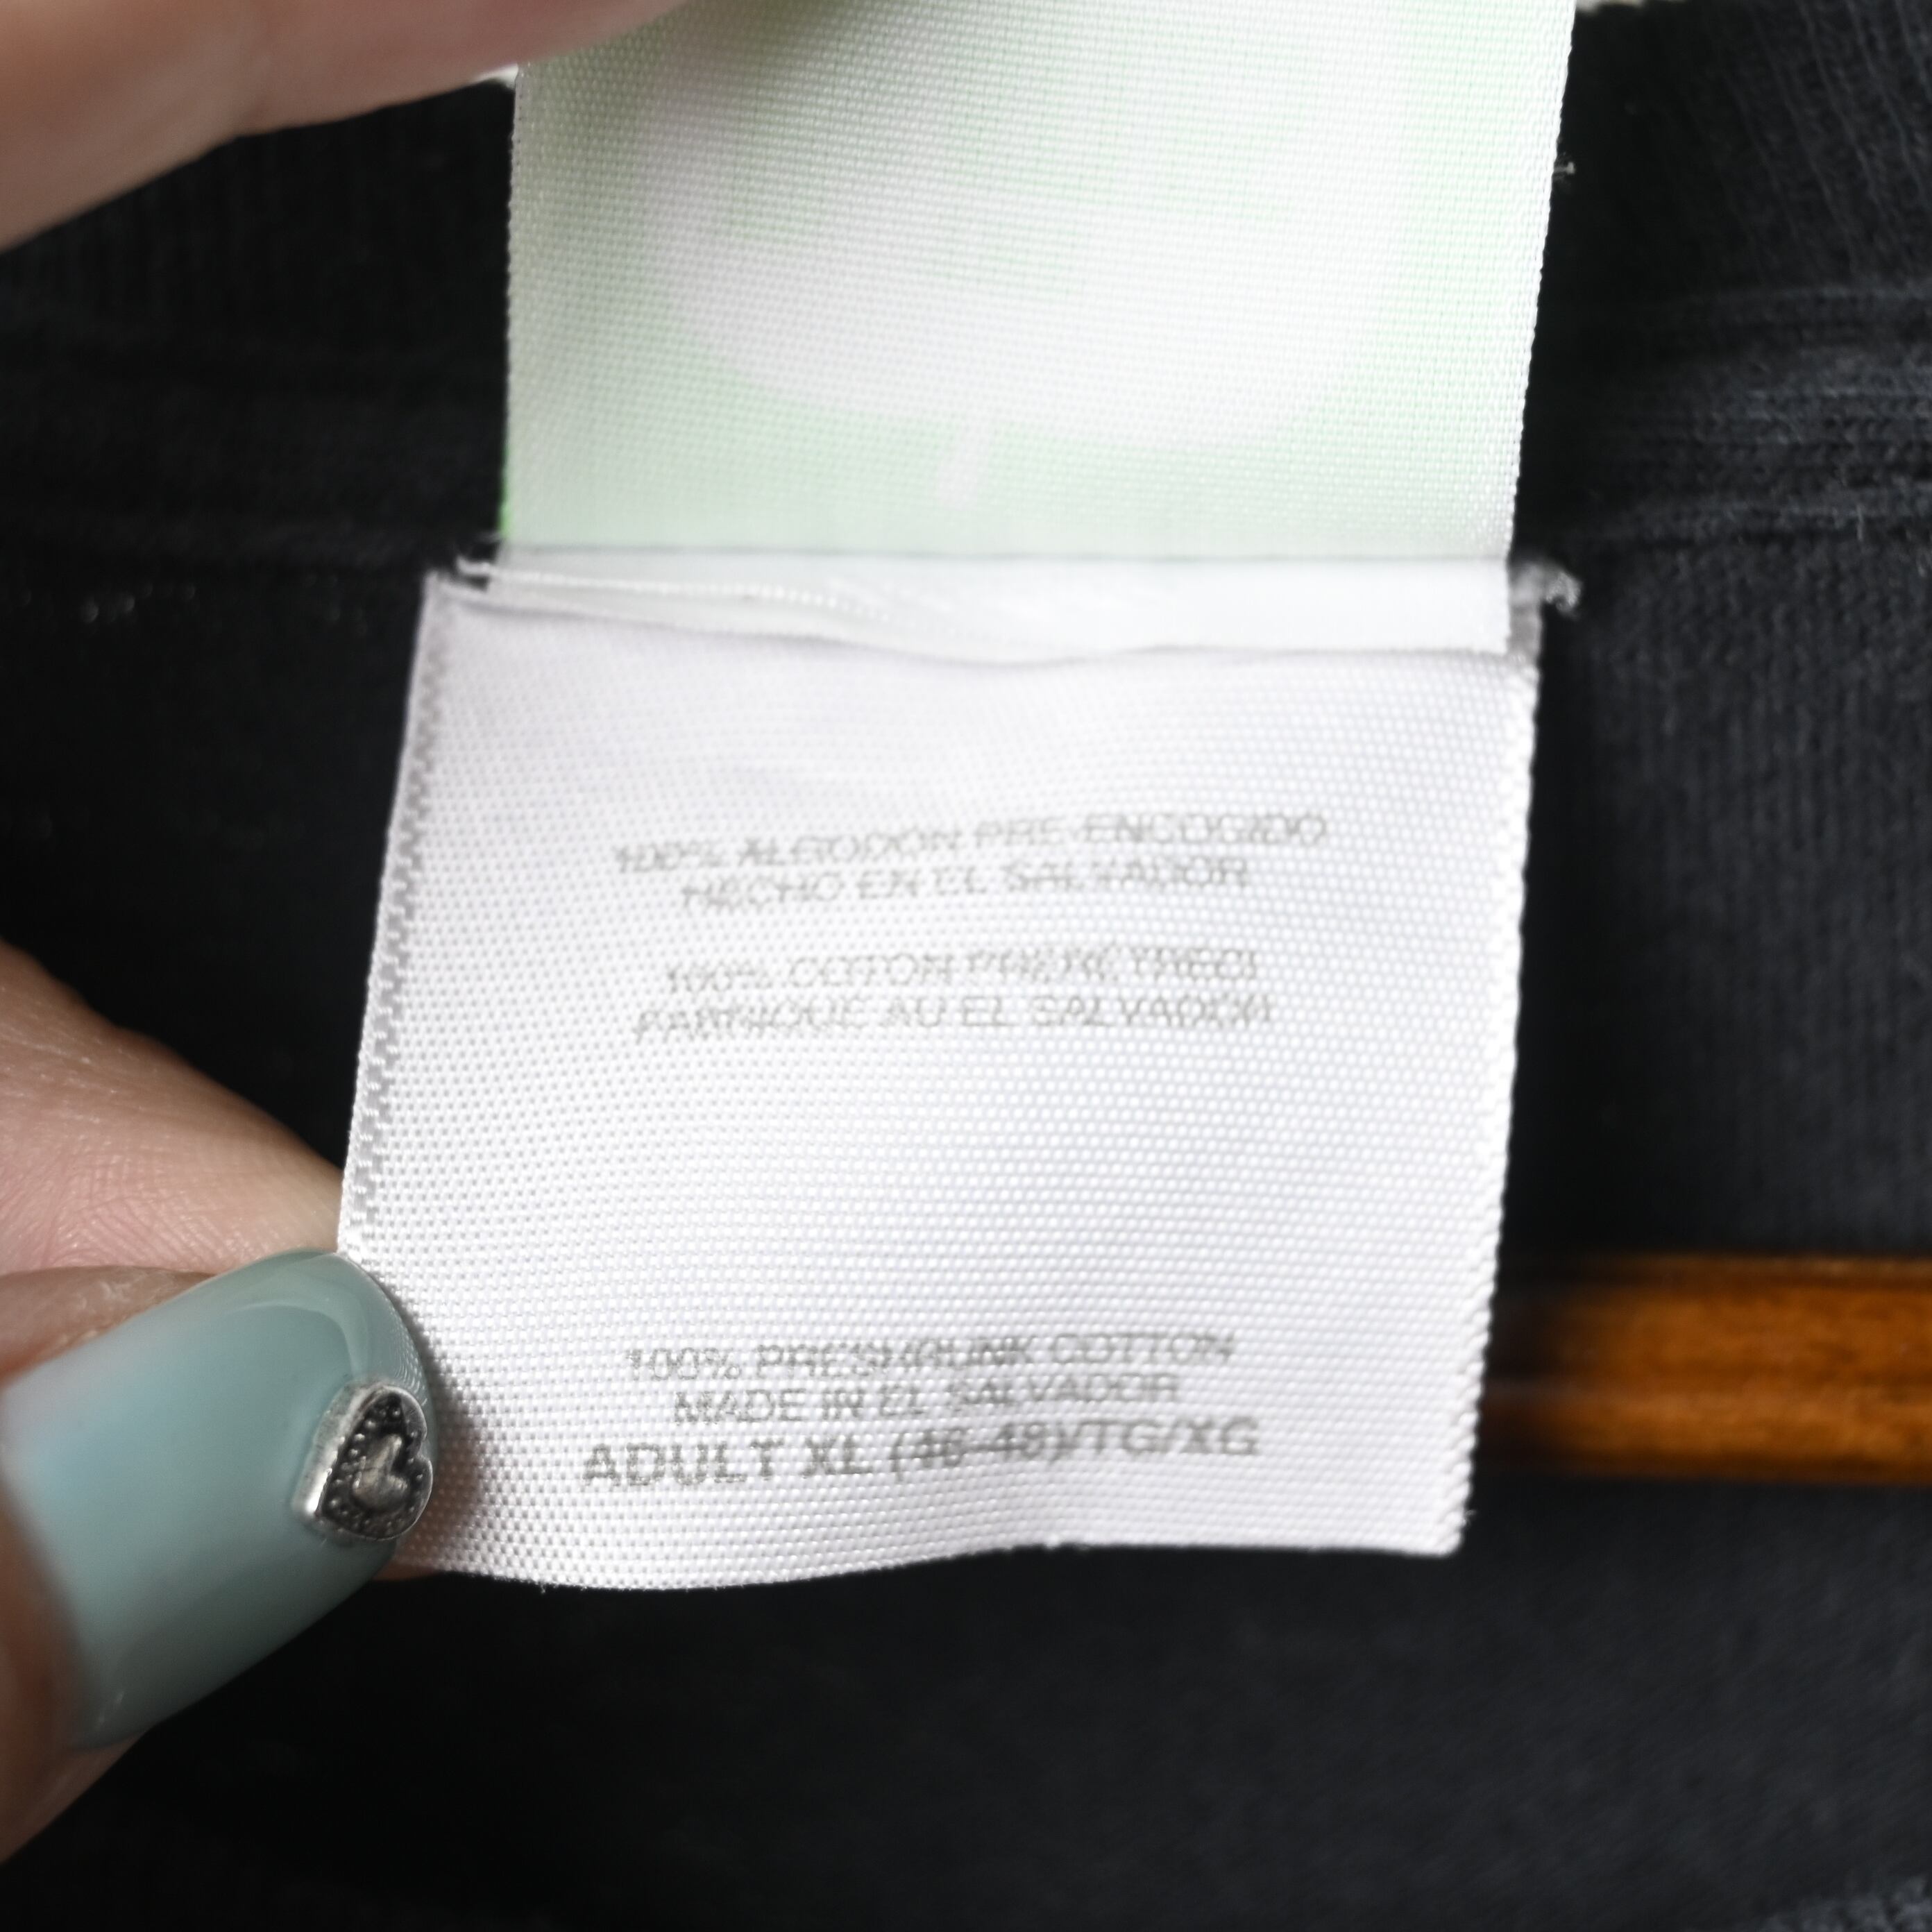 100% ALGODON PRE-ENCOGIDO
HECHO EN EL SALVADOR
100% COTON PRERÉTRECI
FABRIQUE AU EL SALVADOR
100% PRESHRUNK COTTON
MADE IN EL SALVADOR
ADULT XL (46-48)/TG/XG